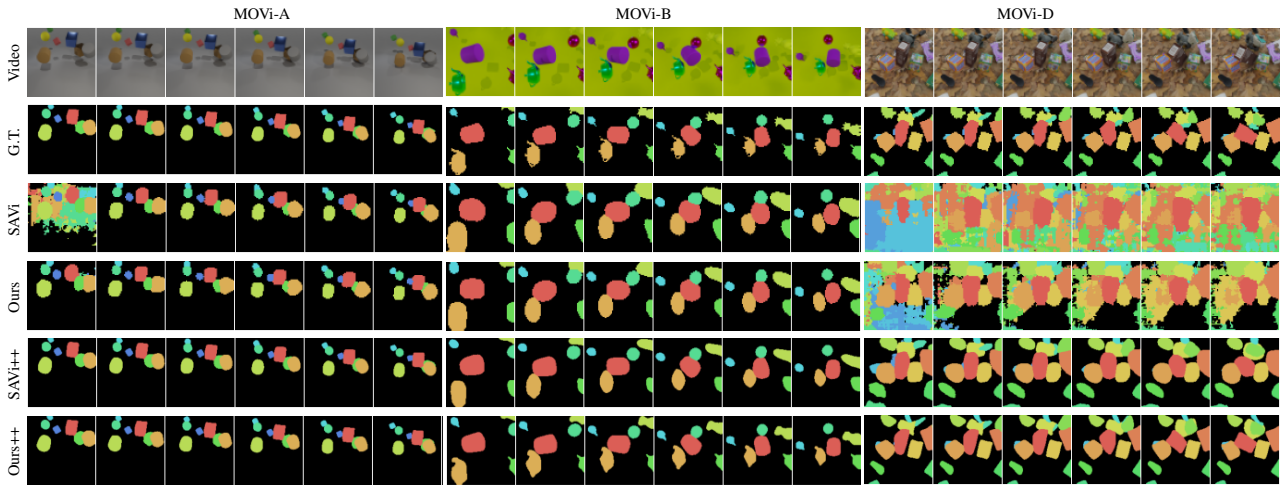 MOVi-A MOVi-B MOVi-D
Video
G.T.
SAVi
Ours
SAVi++
Ours++